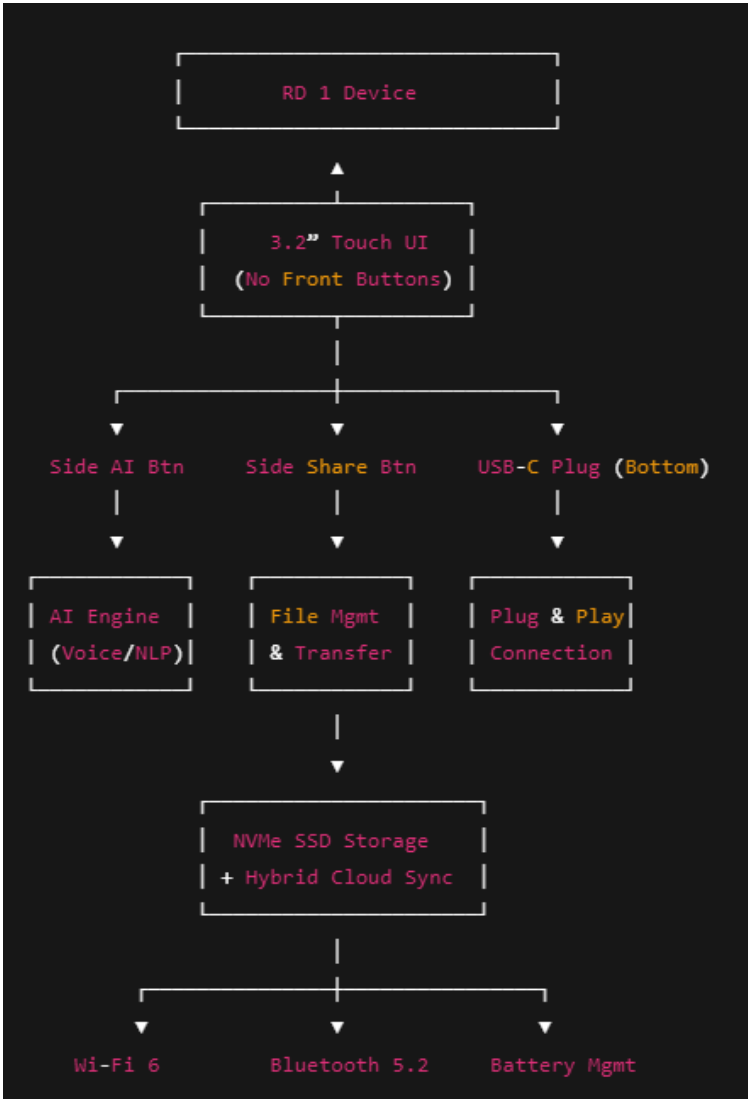 RD 1 Device
3.2” Touch UI
(No Front Buttons)
Side AI Btn
Side Share Btn
USB-C Plug (Bottom)
AI Engine
(Voice/NLP)
File Mgmt
& Transfer
Plug & Play
Connection
NVMe SSD Storage
+ Hybrid Cloud Sync
Wi-Fi 6
Bluetooth 5.2
Battery Mgmt